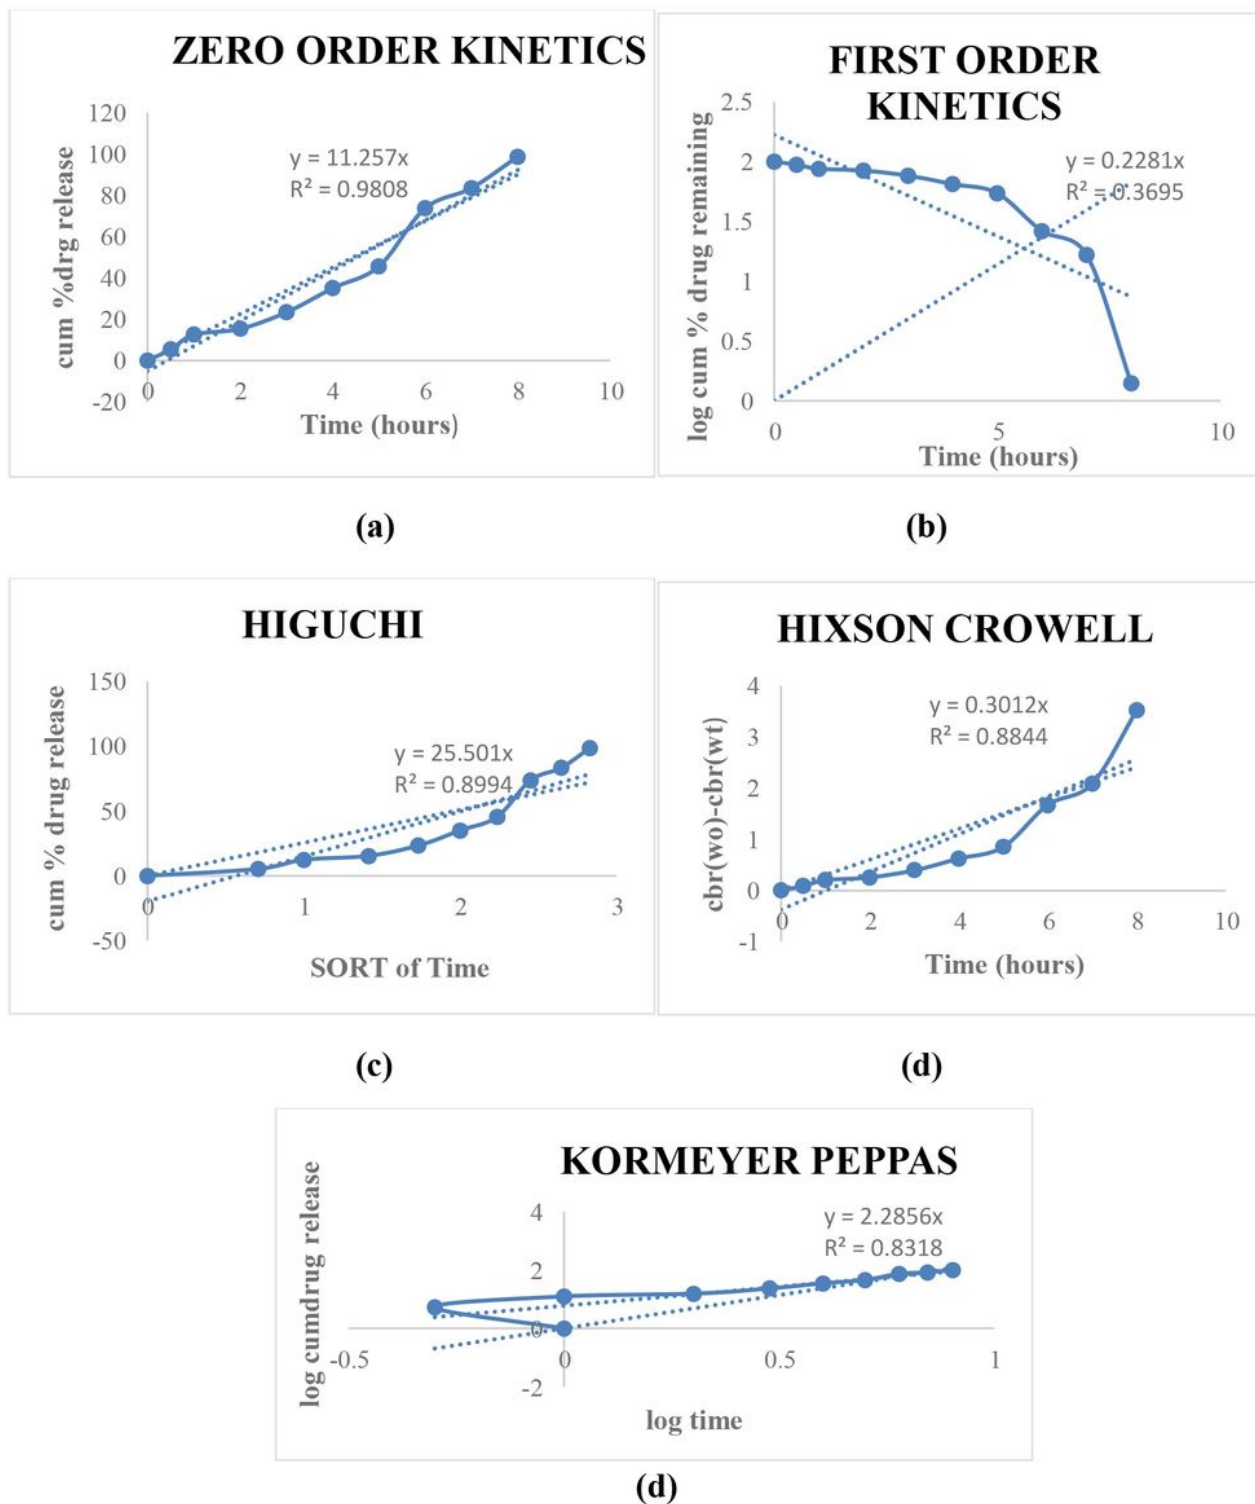 ZERO ORDER KINETICS
120
100
80
60
40
20
0
-20
y = 11.257x
R² = 0.9808
0
2
4
6
8
10
cum %drg release
Time (hours)
(a)
FIRST ORDER
KINETICS
2.5
2
1.5
1
0.5
0
y = 0.2281x
R² = 0.3695
0
5
10
log cum % drug remaining
Time (hours)
(b)
HIGUCHI
150
100
50
0
-50
y = 25.501x
R² = 0.8994
0
1
2
3
cum % drug release
SORT of Time
(c)
HIXSON CROWELL
4
3
2
1
0
-1
y = 0.3012x
R² = 0.8844
0
2
4
6
8
10
cbr(wo)-cbr(wt)
Time (hours)
(d)
KORMEYER PEPPAS
4
2
0
-2
y = 2.2856x
R² = 0.8318
-0.5
0
0.5
1
log cumdrug release
log time
(d)